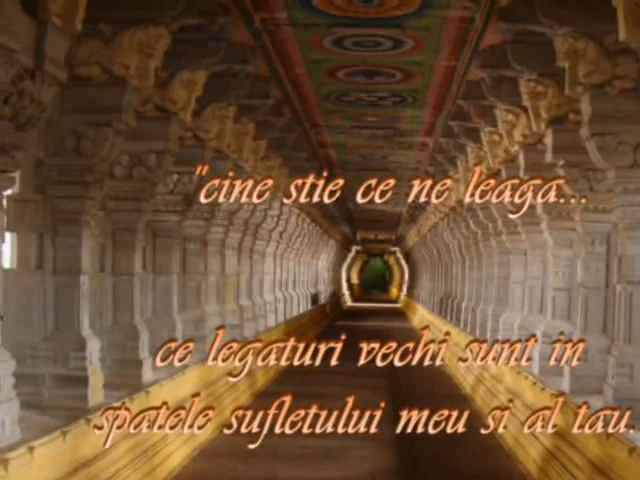 "cine stie ce ne leaga...
ce legaturi vechi sunt in
spatele sufletului meu si al tau.